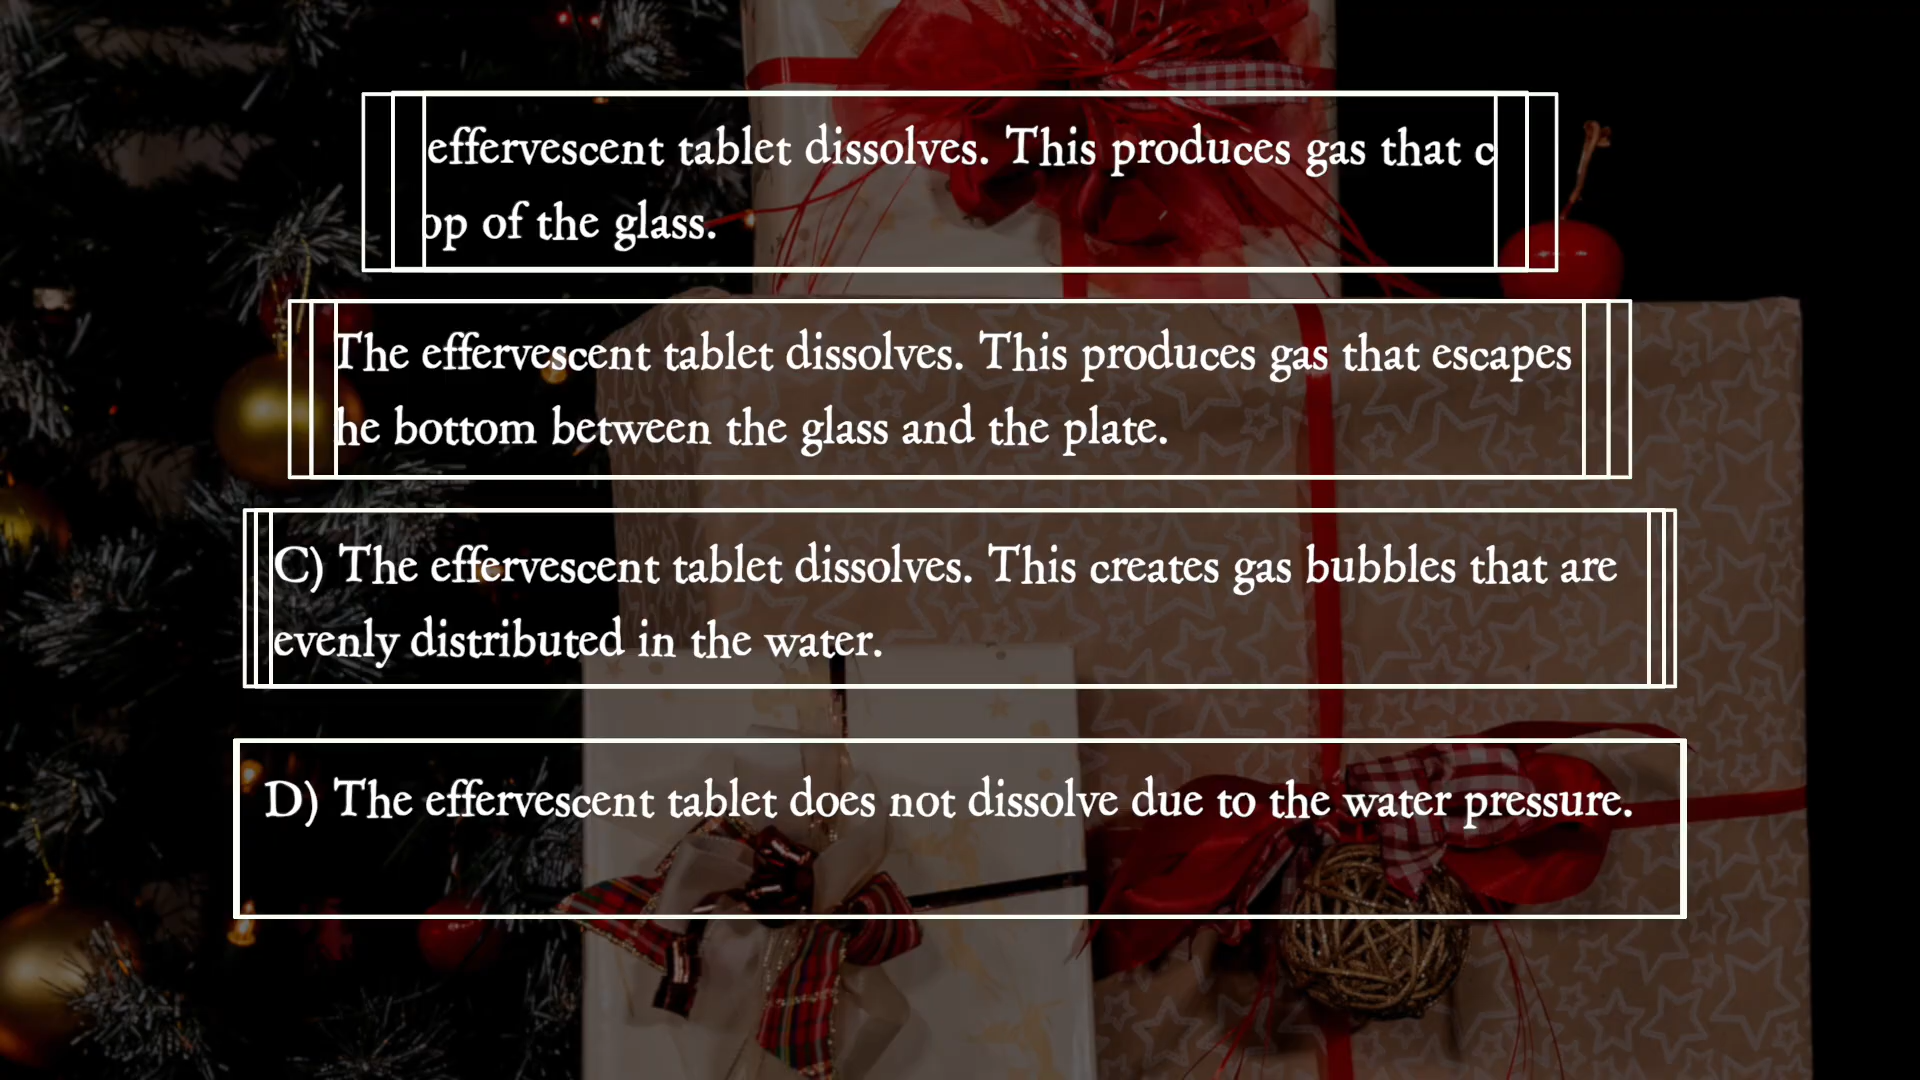 effervescent tablet dissolves. This produces gas that
of the glass.
The effervescent tablet dissolves. This produces gas that escapes
bottom between the glass and the plate.
C) The effervescent tablet dissolves. This creates gas bubbles that are
evenly distributed in the water.
D) The effervescent tablet does not dissolve due to the water pressure.